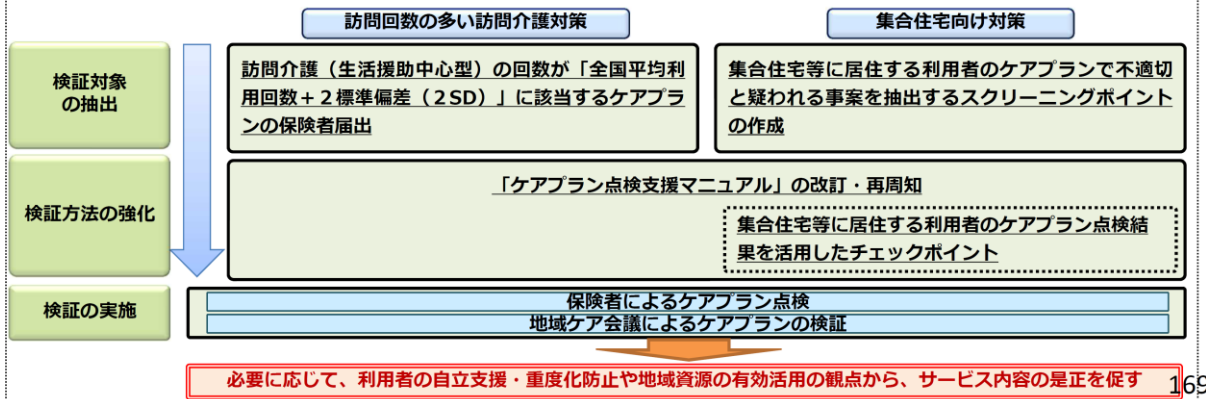 訪問回数の多い訪問介護対策
集合住宅向け対策
検証対象
の抽出
訪問介護（生活援助中心型）の回数が「全国平均利
用回数＋２標準偏差（２SD）」に該当するケアプラ
ンの保険者届出
集合住宅等に居住する利用者のケアプランで不適切
と疑われる事案を抽出するスクリーニングポイント
の作成
検証方法の強化
「ケアプラン点検支援マニュアル」の改訂・再周知
集合住宅等に居住する利用者のケアプラン点検結
果を活用したチェックポイント
検証の実施
保険者によるケアプラン点検
地域ケア会議によるケアプランの検証
必要に応じて、利用者の自立支援・重度化防止や地域資源の有効活用の観点から、サービス内容の是正を促す
169